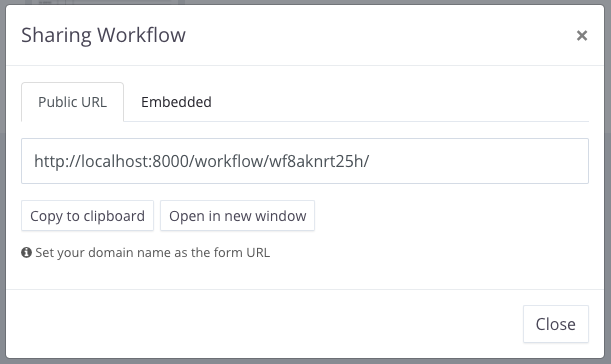 Sharing Workflow
×
Public URL
Embedded
http://localhost:8000/workflow/wf8aknrt25h/
Copy to clipboard
Open in new window
Set your domain name as the form URL
Close